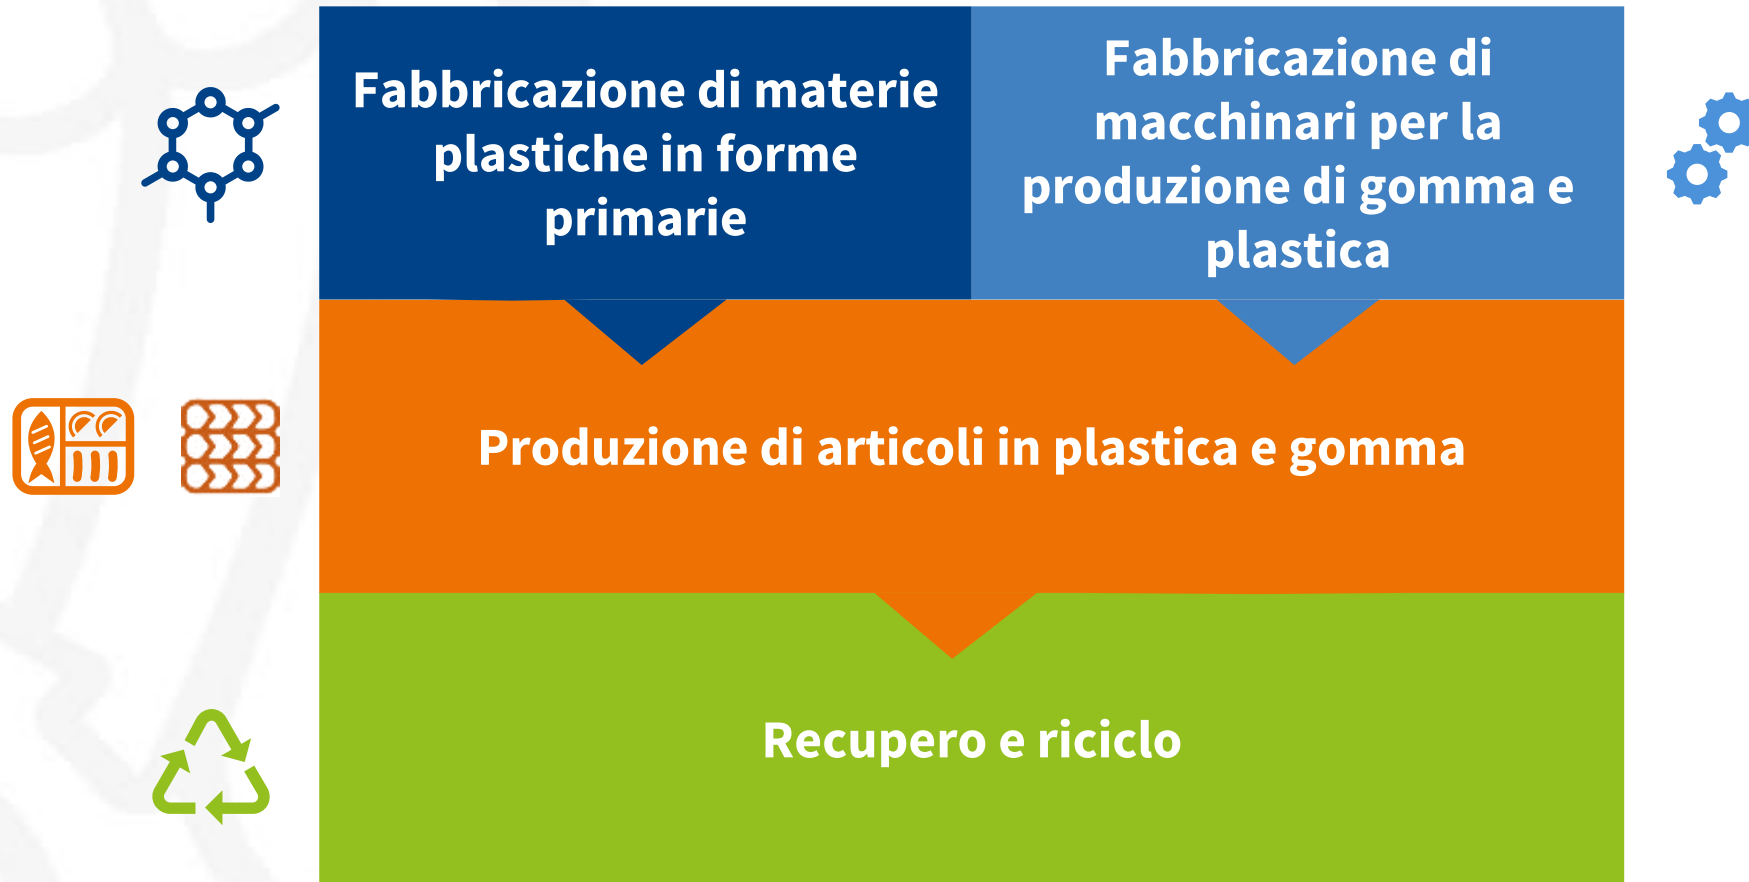 Fabbricazione di materie
plastiche in forme
primarie
Fabbricazione di
macchinari per la
produzione di gomma e
plastica
Produzione di articoli in plastica e gomma
Recupero e riciclo